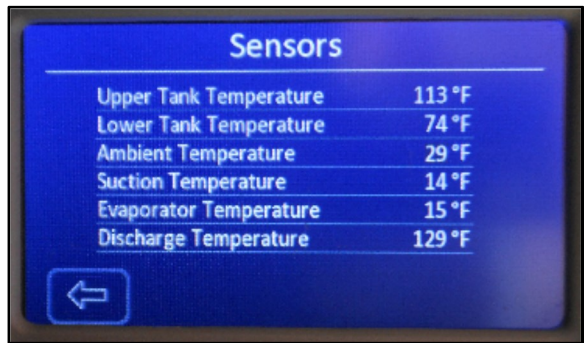 Sensors
Upper Tank Temperature 113 °F
Lower Tank Temperature 74 °F
Ambient Temperature 29 °F
Suction Temperature 14 °F
Evaporator Temperature 15 °F
Discharge Temperature 129 °F